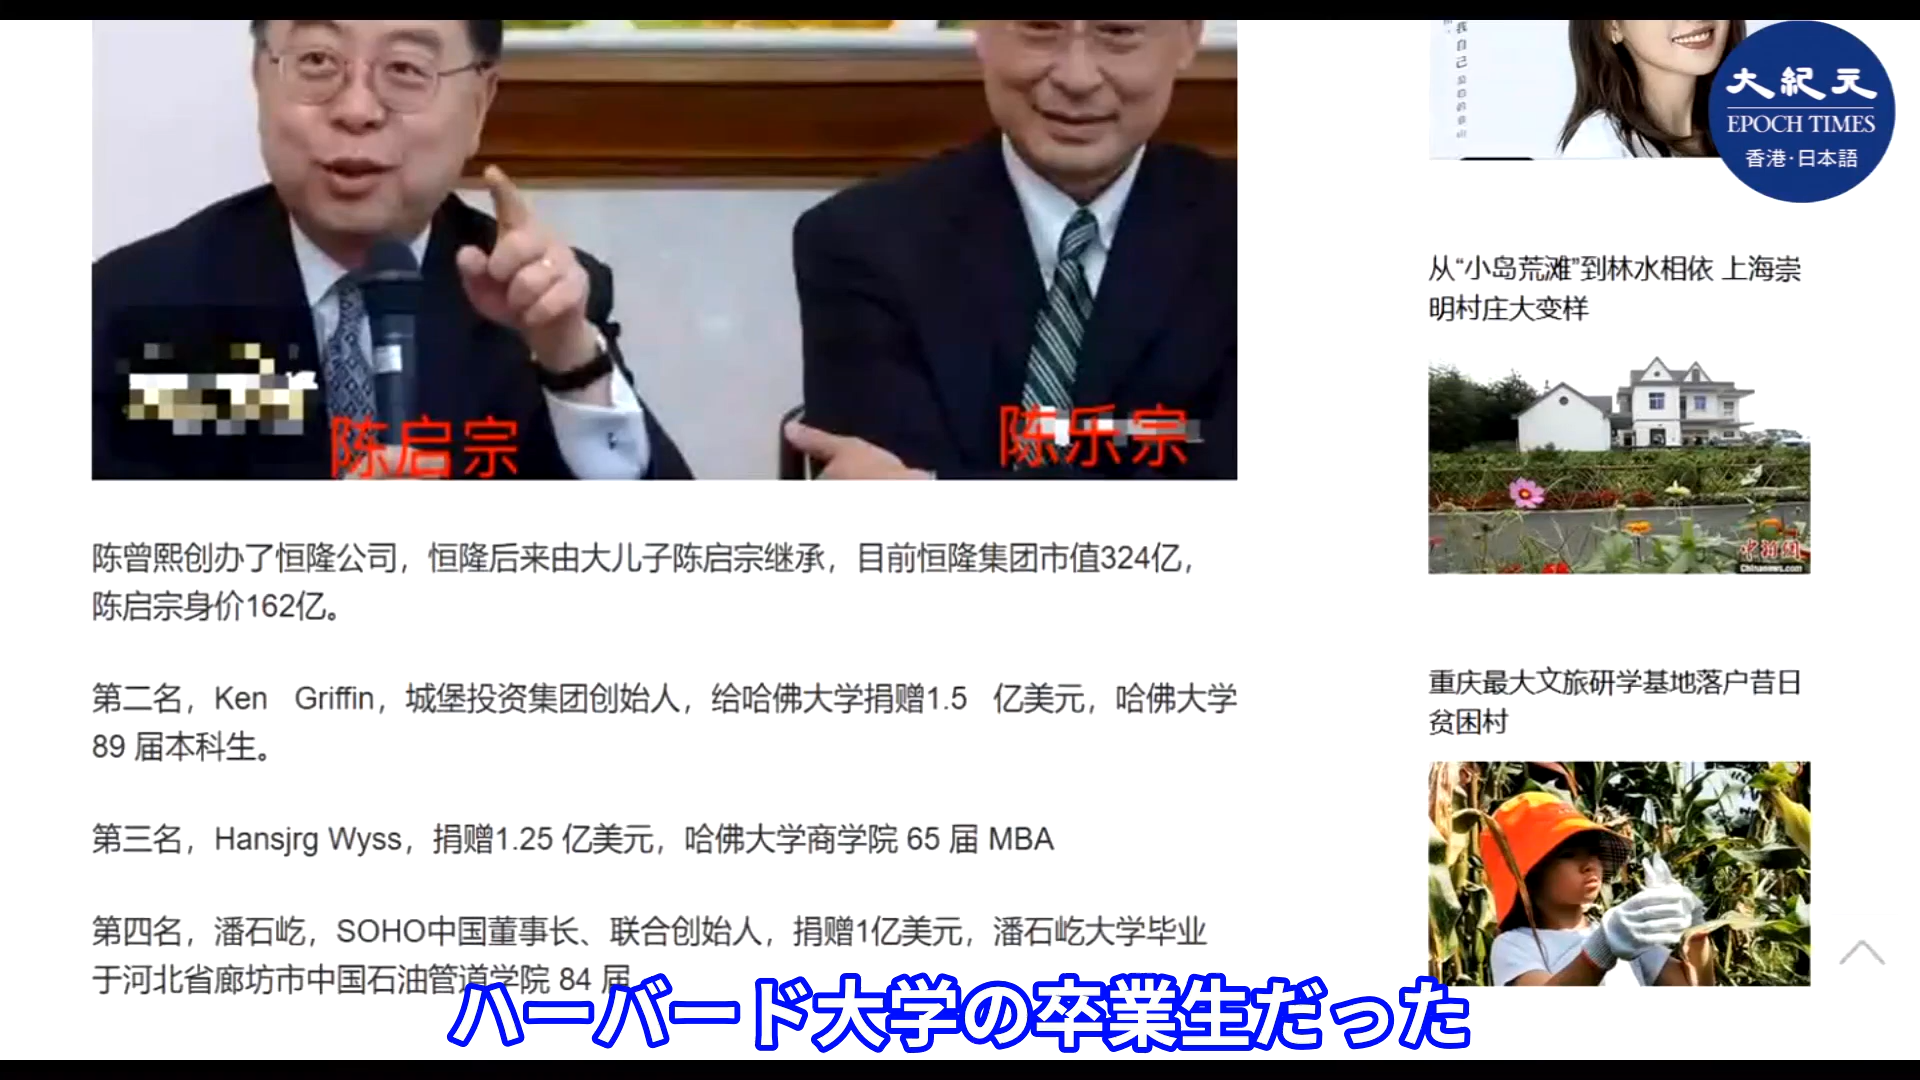 大紀元
EPOCH TIMES
香港·日本語
陈启宗
陈乐宗
陈曾熙创办了恒隆公司，恒隆后来由大儿子陈启宗继承，目前恒隆集团市值324亿，
陈启宗身价162亿。
第二名，Ken Griffin，城堡投资集团创始人，给哈佛大学捐赠1.5 亿美元，哈佛大学
89 届本科生。
第三名，Hansjrg Wyss，捐赠1.25 亿美元，哈佛大学商学院 65 届 MBA
第四名，潘石屹，SOHO中国董事长、联合创始人，捐赠1亿美元，潘石屹大学毕业
于河北省廊坊市中国石油管道学院 84 届
从“小岛荒滩”到林水相依 上海崇
明村庄大变样
中新网
Chinanews.com
重庆最大文旅研学基地落户昔日
贫困村
ハーバード大学の卒業生だった